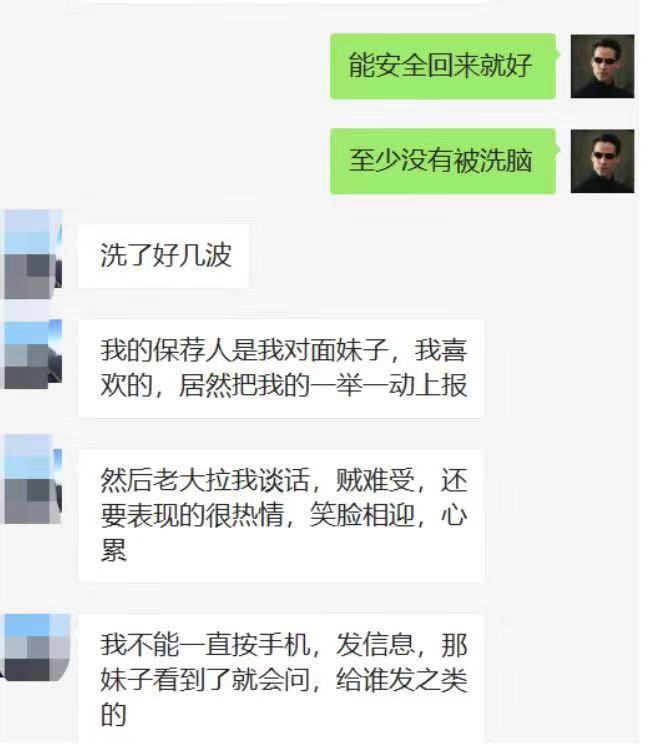 能安全回来就好
至少没有被洗脑
洗了好几波
我的保荐人是我对面妹子，我喜
欢的，居然把我的一举一动上报
然后老大拉我谈话，贼难受，还
要表现的很热情，笑脸相迎，心
累
我不能一直按手机，发信息，那
妹子看到了就会问，给谁发之类
的